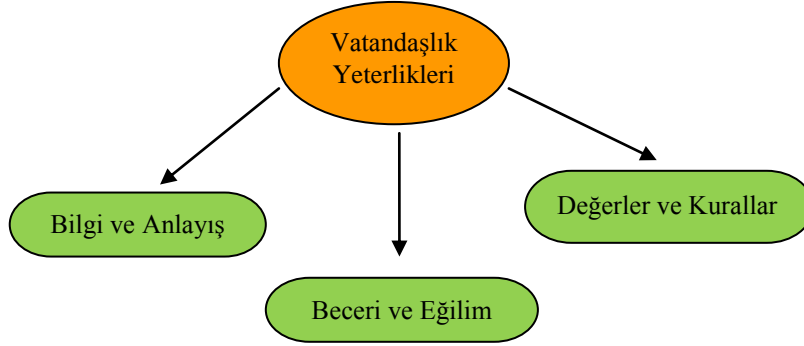 Vatandaşlık
Yeterlikleri
Bilgi ve Anlayış
Değerler ve Kurallar
Beceri ve Eğilim